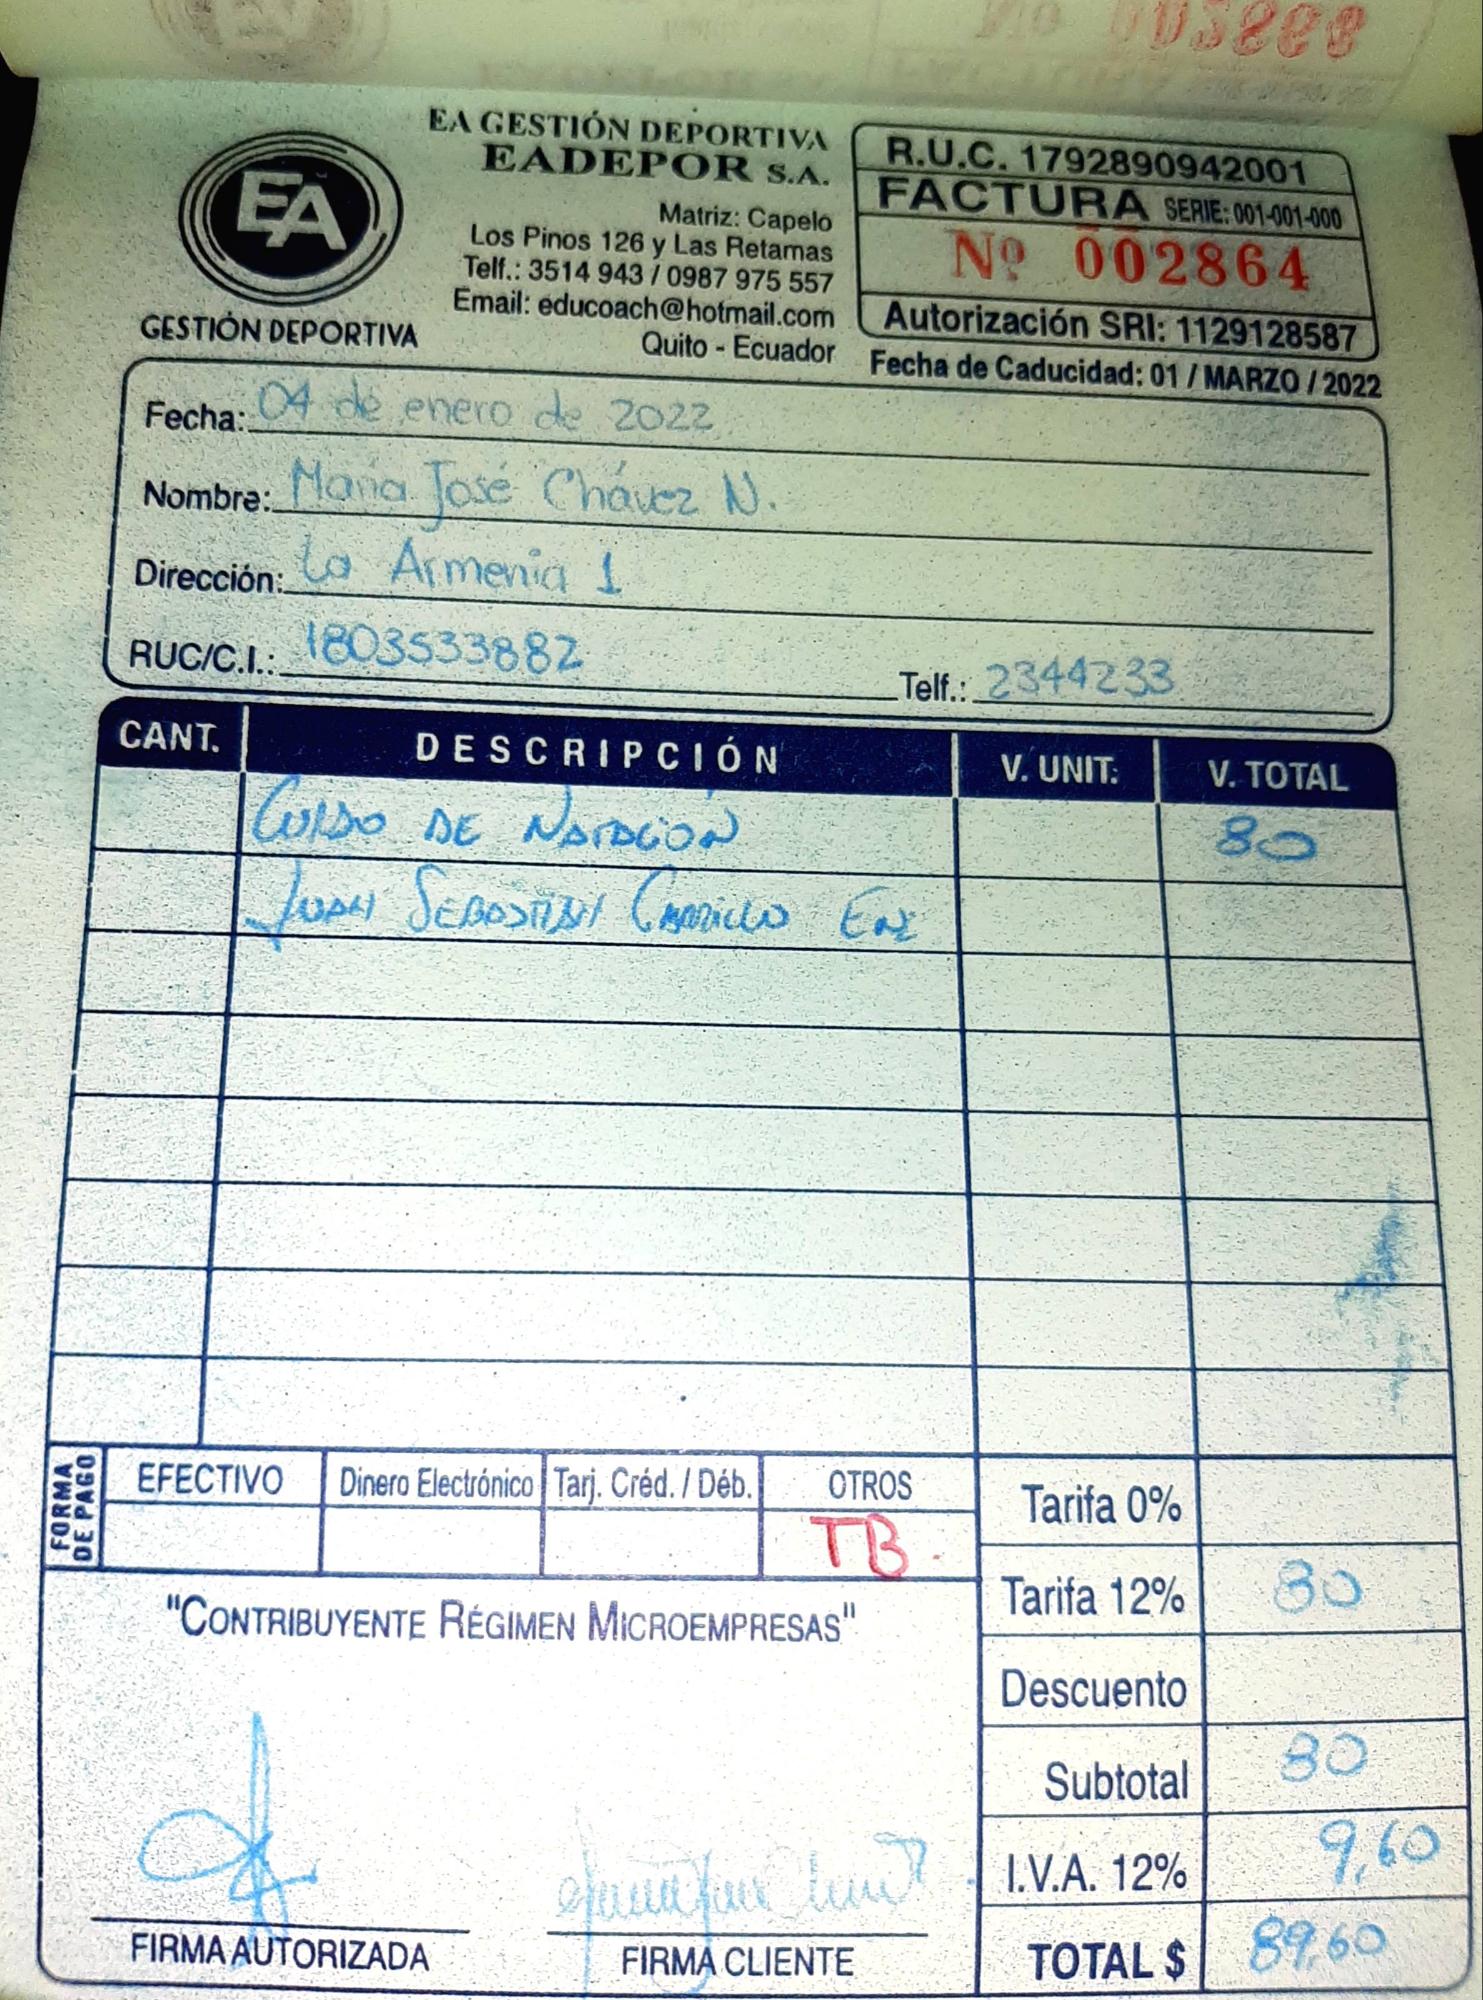 Nº 002868
EA
GESTIÓN DEPORTIVA
EA GESTIÓN DEPORTIVA
EADEPOR S.A.
Matriz: Capelo
Los Pinos 126 y Las Retamas
Telf.: 3514 943 / 0987 975 557
Email: educoach@hotmail.com
Quito - Ecuador
R.U.C. 1792890942001
FACTURA SERIE: 001-001-000
Nº 002864
Autorización SRI: 1129128587
Fecha de Caducidad: 01 / MARZO / 2022
Fecha: 04 de enero de 2022
Nombre: María José Chávez N.
Dirección: La Armenia 1
RUC/C.I.: 1803533882 Telf.: 2344233
CANT. DESCRIPCIÓN V. UNIT. V. TOTAL
CURSO DE NATACIÓN 80
JUAN SEBASTIAN CARRILLO ENE
FORMA DE PAGO
EFECTIVO Dinero Electrónico Tarj. Créd. / Déb. OTROS
TB.
Tarifa 0%
Tarifa 12% 80
Descuento
Subtotal 80
I.V.A. 12% 9,60
TOTAL $ 89,60
"CONTRIBUYENTE RÉGIMEN MICROEMPRESAS"
FIRMA AUTORIZADA FIRMA CLIENTE